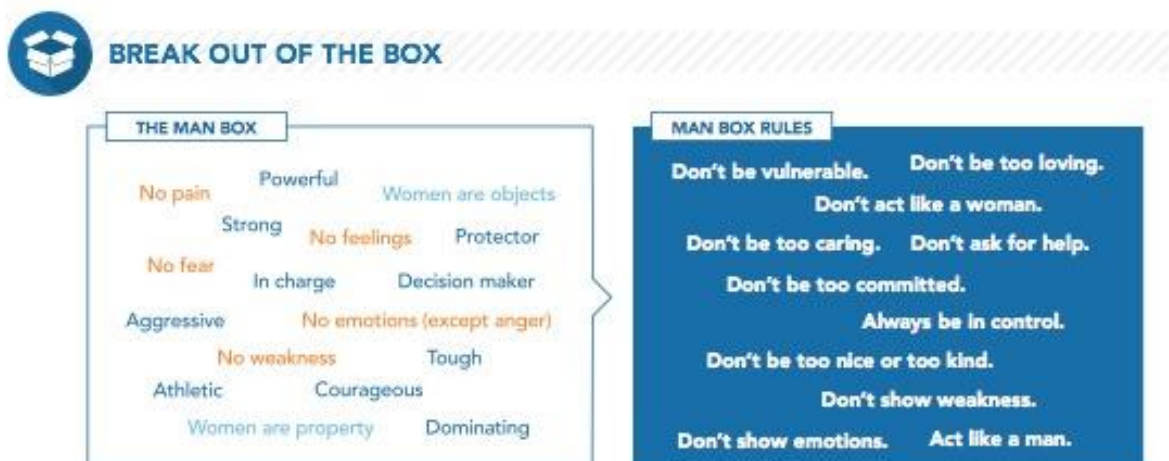 BREAK OUT OF THE BOX
THE MAN BOX
No pain
Powerful
Women are objects
Strong
No feelings
Protector
No fear
In charge
Decision maker
Aggressive
No emotions (except anger)
No weakness
Tough
Athletic
Courageous
Women are property
Dominating
MAN BOX RULES
Don't be vulnerable.
Don't be too loving.
Don't act like a woman.
Don't be too caring.
Don't ask for help.
Don't be too committed.
Always be in control.
Don't be too nice or too kind.
Don't show weakness.
Don't show emotions.
Act like a man.